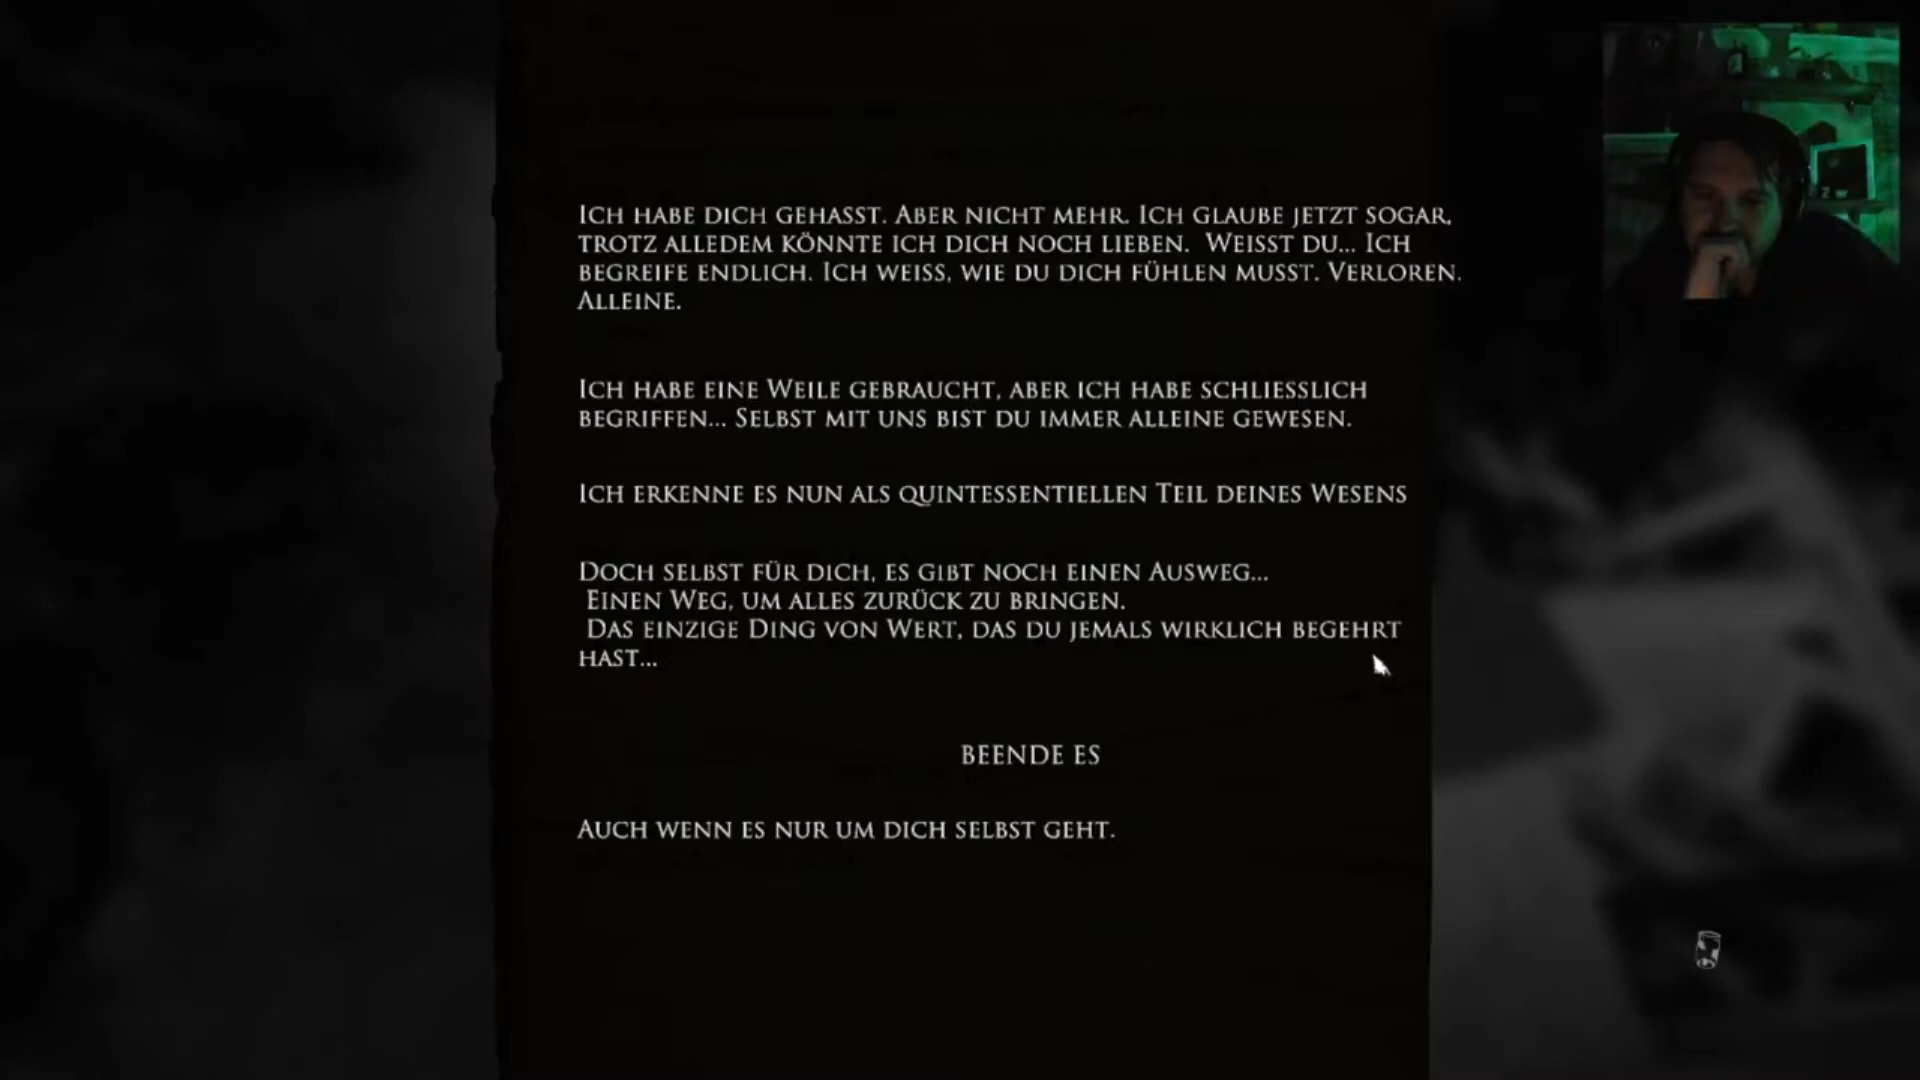 Ich habe dich gehasst. Aber nicht mehr. Ich glaube jetzt sogar,
trotz alledem könnte ich dich noch lieben. Weisst du... Ich
begreife endlich. Ich weiss, wie du dich fühlen musst. Verloren.
Alleine.
Ich habe eine Weile gebraucht, aber ich habe schliesslich
begriffen... Selbst mit uns bist du immer alleine gewesen.
Ich erkenne es nun als quintessentiellen Teil deines Wesens
Doch selbst für dich, es gibt noch einen Ausweg...
Einen Weg, um alles zurück zu bringen.
Das einzige Ding von Wert, das du jemals wirklich begehrt
hast...
BEENDE ES
Auch wenn es nur um dich selbst geht.